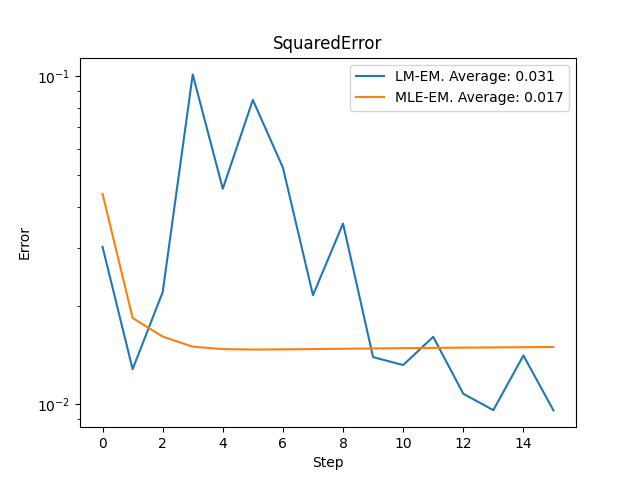 SquaredError
LM-EM. Average: 0.031
MLE-EM. Average: 0.017
10⁻¹
10⁻²
Error
0 2 4 6 8 10 12 14
Step